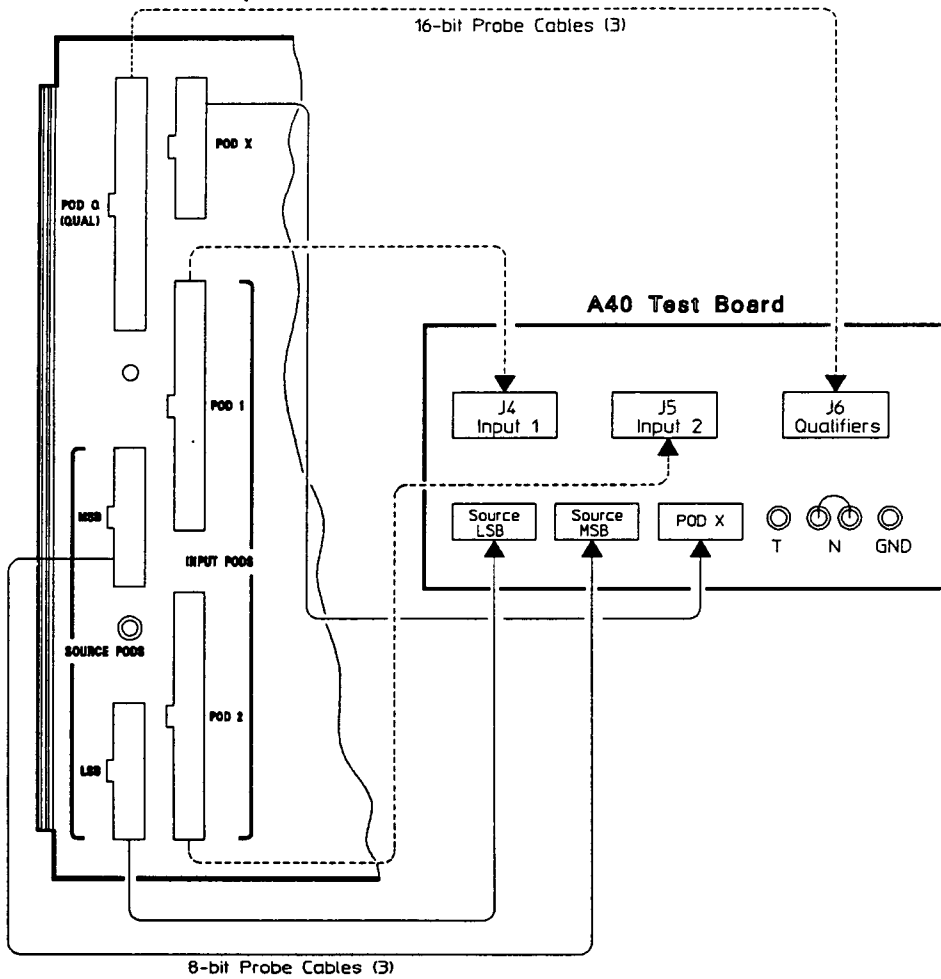 16-bit Probe Cables (3)
POD X
POD Q
(QUAL)
A40 Test Board
J4
Input 1
J5
Input 2
J6
Qualifiers
POD 1
MSB
Source
LSB
Source
MSB
POD X
T
N
GND
INPUT PODS
SOURCE PODS
POD 2
LSB
8-bit Probe Cables (3)